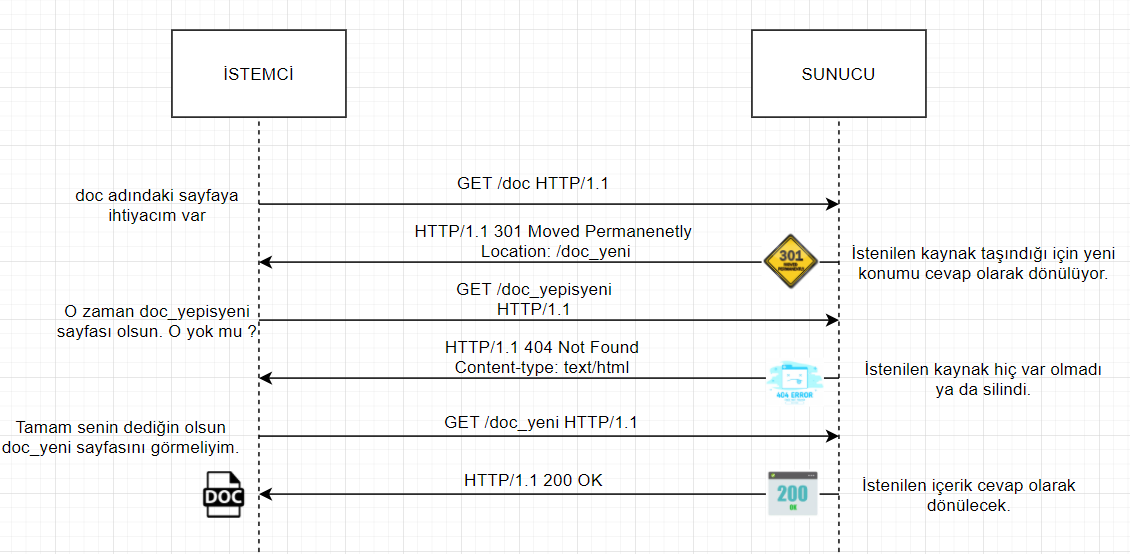 İSTEMCİ
SUNUCU
doc adındaki sayfaya
ihtiyacım var
GET /doc HTTP/1.1
HTTP/1.1 301 Moved Permanenetly
Location: /doc_yeni
301
MOVED
PERMANENTLY
İstenilen kaynak taşındığı için yeni
konumu cevap olarak dönülüyor.
O zaman doc_yepisyeni
sayfası olsun. O yok mu ?
GET /doc_yepisyeni
HTTP/1.1
HTTP/1.1 404 Not Found
Content-type: text/html
404 ERROR
İstenilen kaynak hiç var olmadı
ya da silindi.
Tamam senin dediğin olsun
doc_yeni sayfasını görmeliyim.
GET /doc_yeni HTTP/1.1
DOC
HTTP/1.1 200 OK
200
OK
İstenilen içerik cevap olarak
dönülecek.